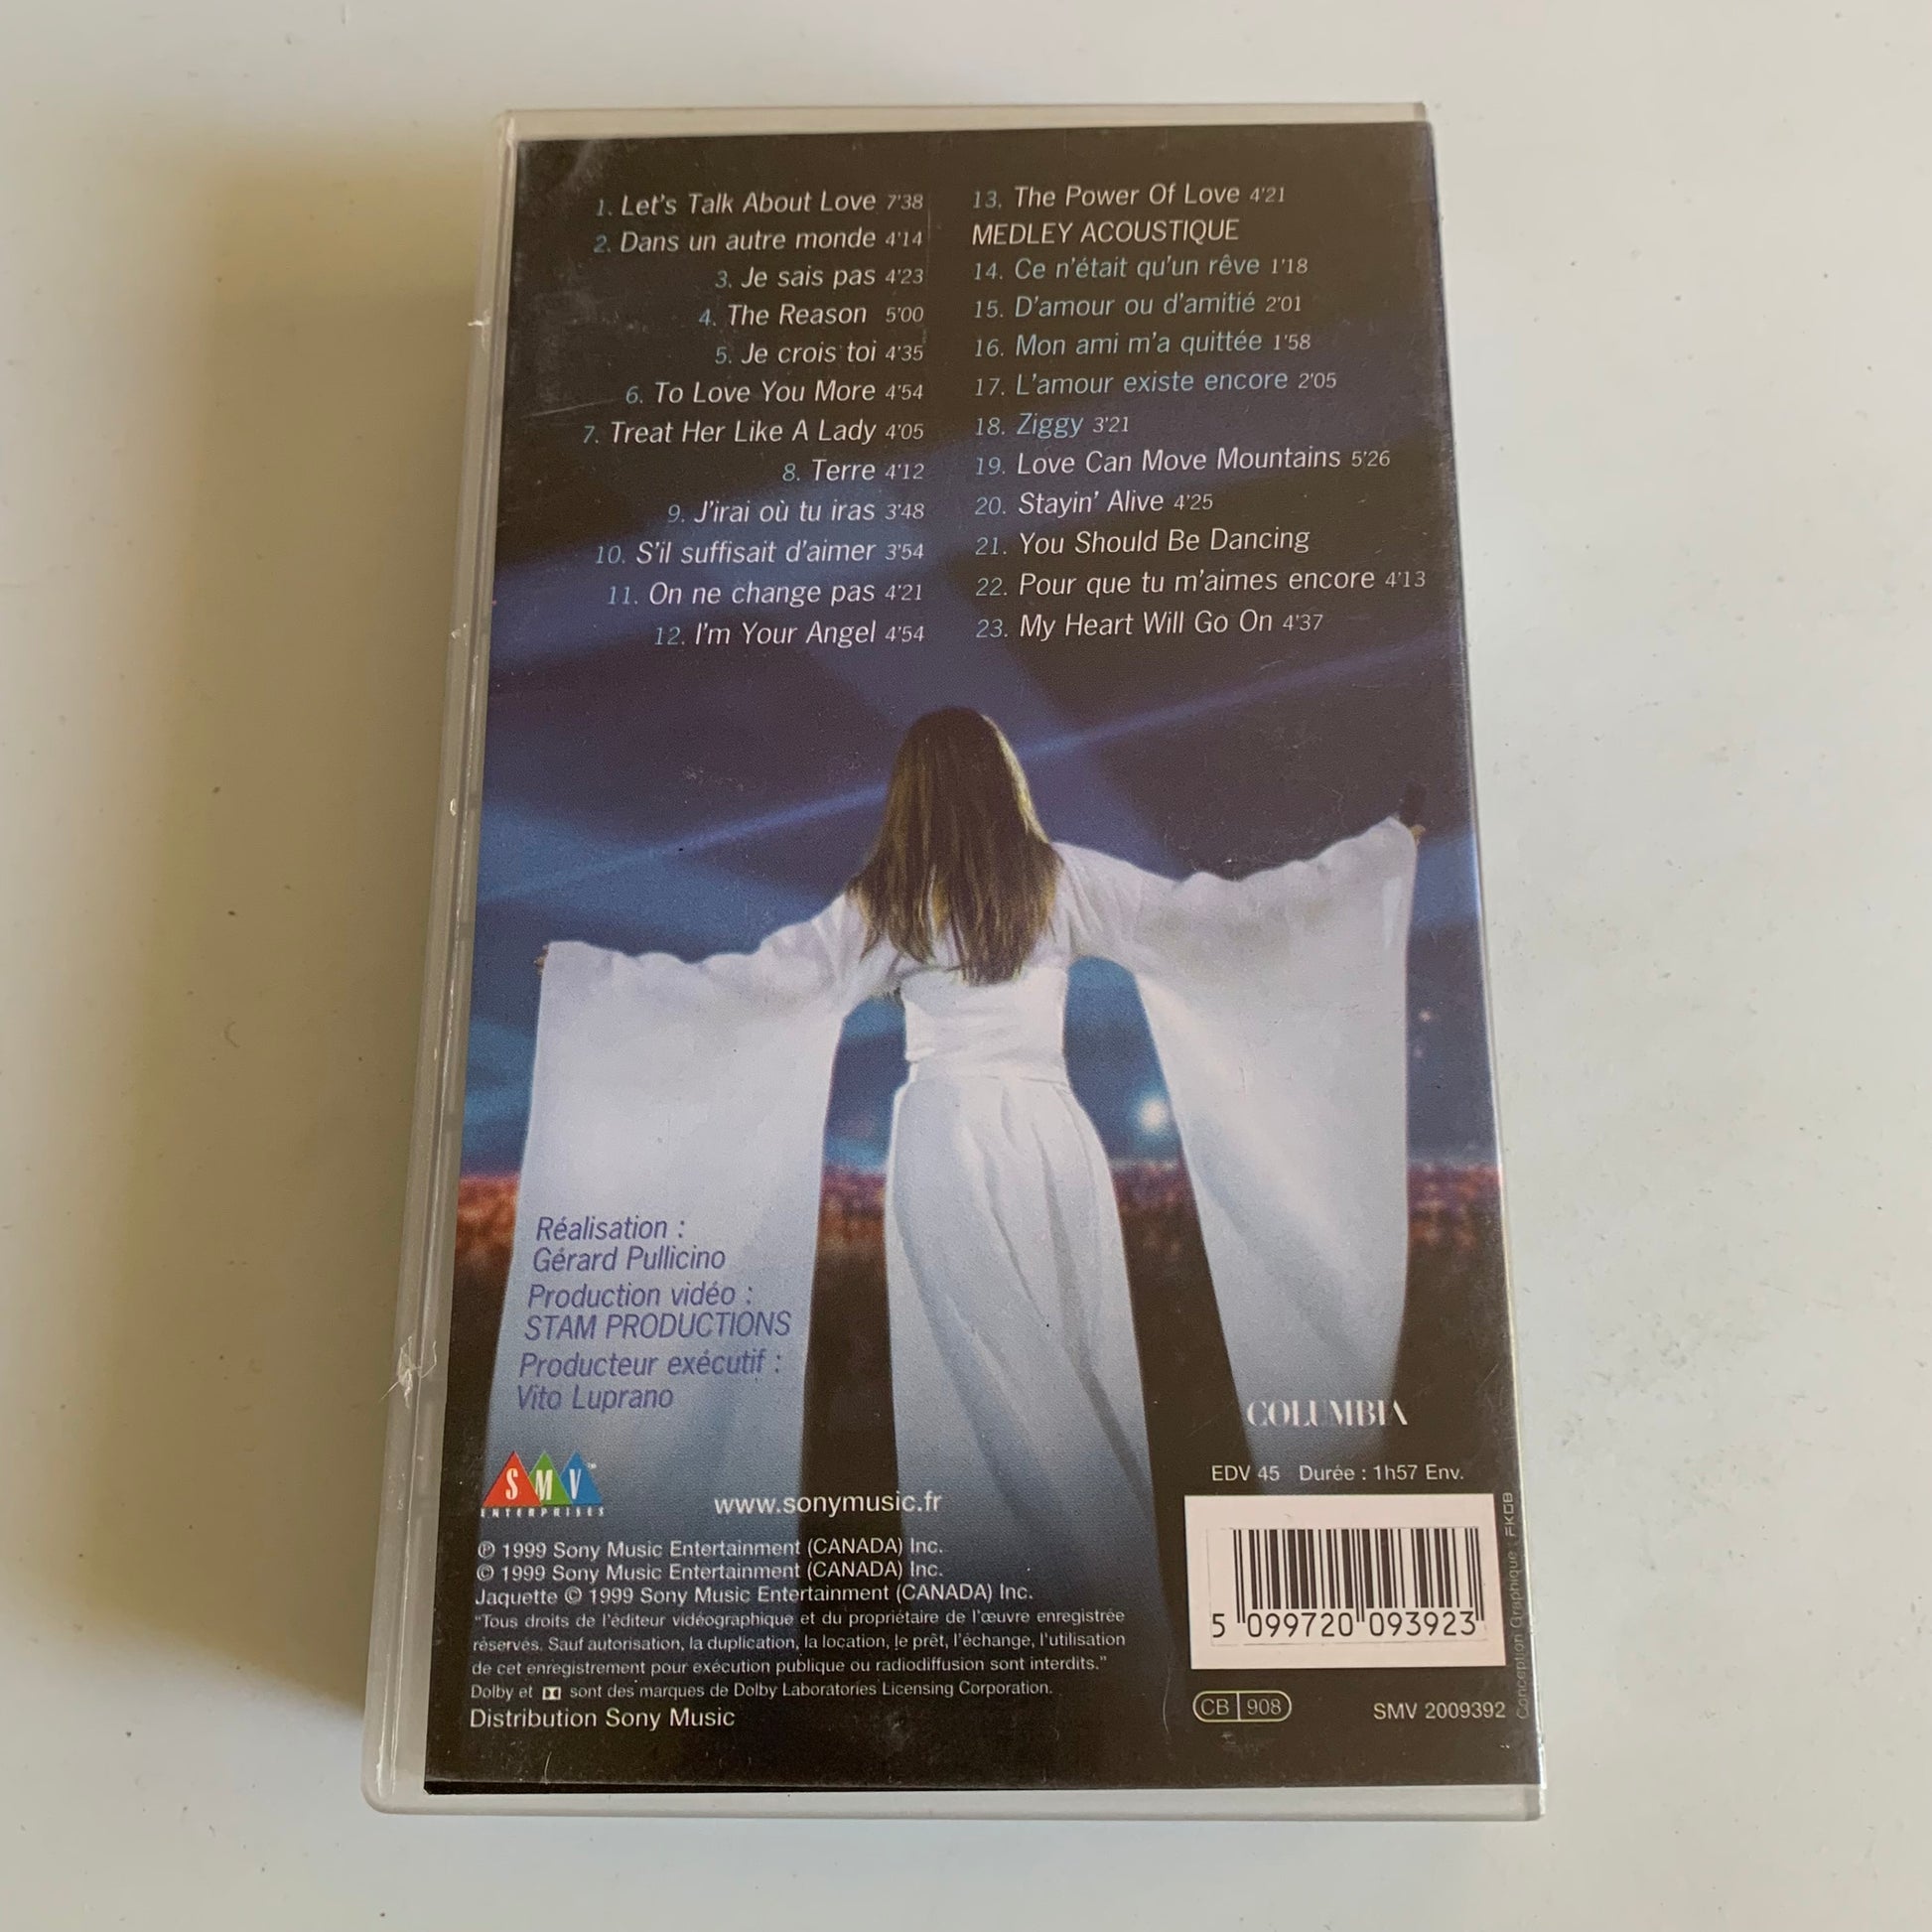 1. Let's Talk About Love 7'38
2. Dans un autre monde 4'14
3. Je sais pas 4'23
4. The Reason 5'00
5. Je crois toi 4'35
6. To Love You More 4'54
7. Treat Her Like A Lady 4'05
8. Terre 4'12
9. J'irai où tu iras 3'48
10. S'il suffisait d'aimer 3'54
11. On ne change pas 4'21
12. I'm Your Angel 4'54
13. The Power Of Love 4'21
MEDLEY ACOUSTIQUE
14. Ce n'était qu'un rêve 1'18
15. D'amour ou d'amitié 2'01
16. Mon ami m'a quittée 1'58
17. L'amour existe encore 2'05
18. Ziggy 3'21
19. Love Can Move Mountains 5'26
20. Stayin' Alive 4'25
21. You Should Be Dancing
22. Pour que tu m'aimes encore 4'13
23. My Heart Will Go On 4'37
Réalisation :
Gérard Pullicino
Production vidéo :
STAM PRODUCTIONS
Producteur exécutif :
Vito Luprano
SMV™
ENTERPRISES
www.sonymusic.fr
℗ 1999 Sony Music Entertainment (CANADA) Inc.
© 1999 Sony Music Entertainment (CANADA) Inc.
Jaquette © 1999 Sony Music Entertainment (CANADA) Inc.
"Tous droits de l'éditeur vidéographique et du propriétaire de l'œuvre enregistrée
réservés. Sauf autorisation, la duplication, la location, le prêt, l'échange, l'utilisation
de cet enregistrement pour exécution publique ou radiodiffusion sont interdits."
Dolby et sont des marques de Dolby Laboratories Licensing Corporation.
Distribution Sony Music
COLUMBIA
EDV 45 Durée : 1h57 Env.
5 099720 093923
CB 908
SMV 2009392
Conception Graphique : FKGB